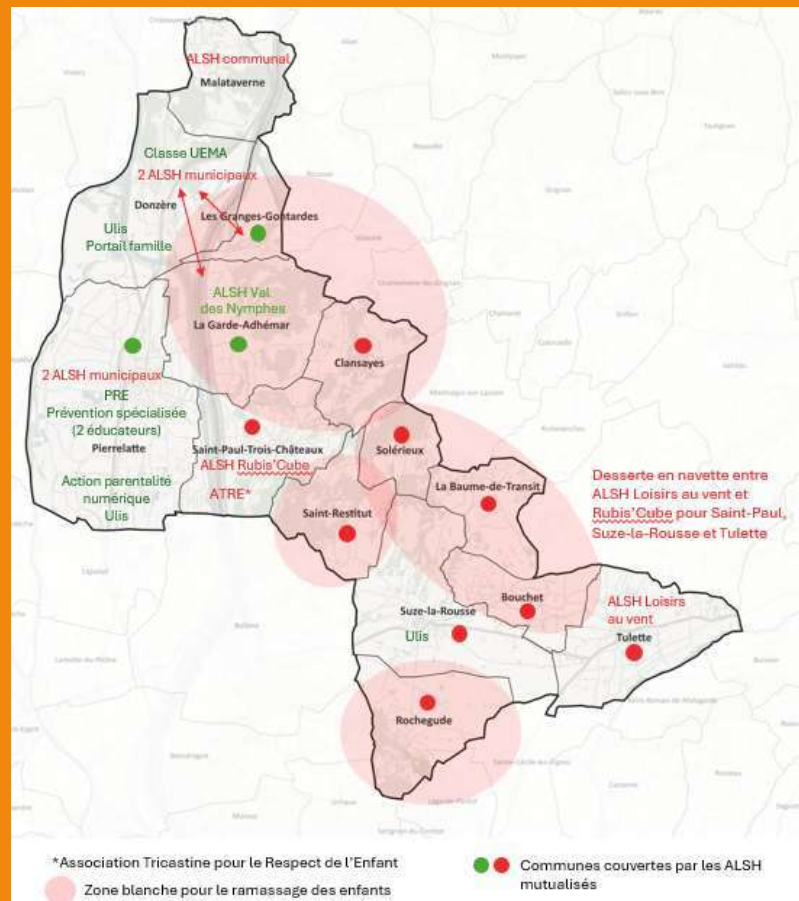 ALSH communal
Malataverne
Classe UEMA
2 ALSH municipaux
Donzère
Les Granges-Gontardes
Ulis
Portail famille
ALSH Val
des Nymphes
La Garde-Adhémar
Clansayes
2 ALSH municipaux
PRE
Prévention spécialisée
(2 éducateurs)
Pierrelatte
Action parentalité
numérique
Ulis
Saint-Paul-Trois-Châteaux
ALSH Rubis'Cube
ATRE*
Solérieux
La Baume-de-Transit
Desserte en navette entre
ALSH Loisirs au vent et
Rubis'Cube pour Saint-Paul,
Suze-la-Rousse et Tulette
Saint-Restitut
Bouchet
Suze-la-Rousse
Ulis
ALSH Loisirs
au vent
Tulette
Rochegude
*Association Tricastine pour le Respect de l'Enfant
Zone blanche pour le ramassage des enfants
Communes couvertes par les ALSH
mutualisés